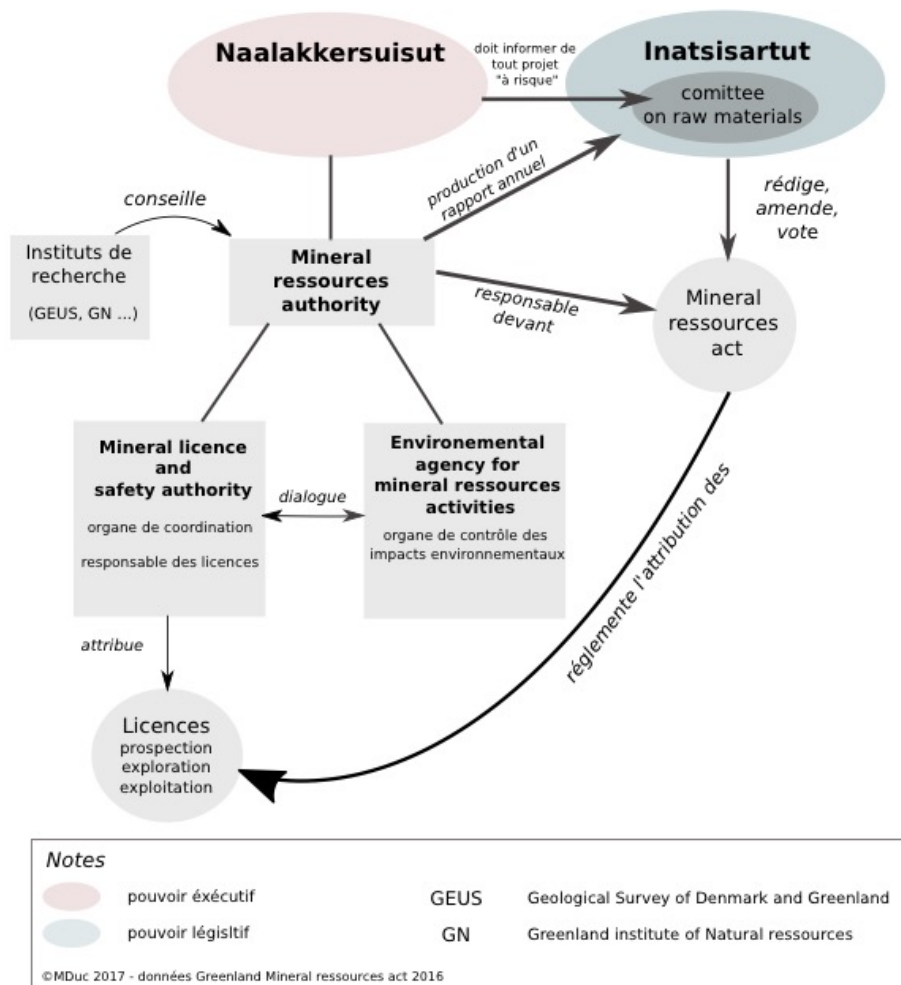 Naalakkersuisut
doit informer de
tout projet
"à risque"
Inatsisartut
comittee
on raw materials
production d'un
rapport annuel
rédige,
amende,
vote
conseille
Instituts de
recherche
(GEUS, GN ...)
Mineral
ressources
authority
responsable
devant
Mineral
ressources
act
Mineral licence
and
safety authority
organe de coordination
responsable des licences
dialogue
Environemental
agency for
mineral ressources
activities
organe de contrôle des
impacts environnementaux
réglemente l'attribution des
attribue
Licences
prospection
exploration
exploitation
Notes
pouvoir éxécutif
GEUS
Geological Survey of Denmark and Greenland
pouvoir législtif
GN
Greenland institute of Natural ressources
©MDuc 2017 - données Greenland Mineral ressources act 2016